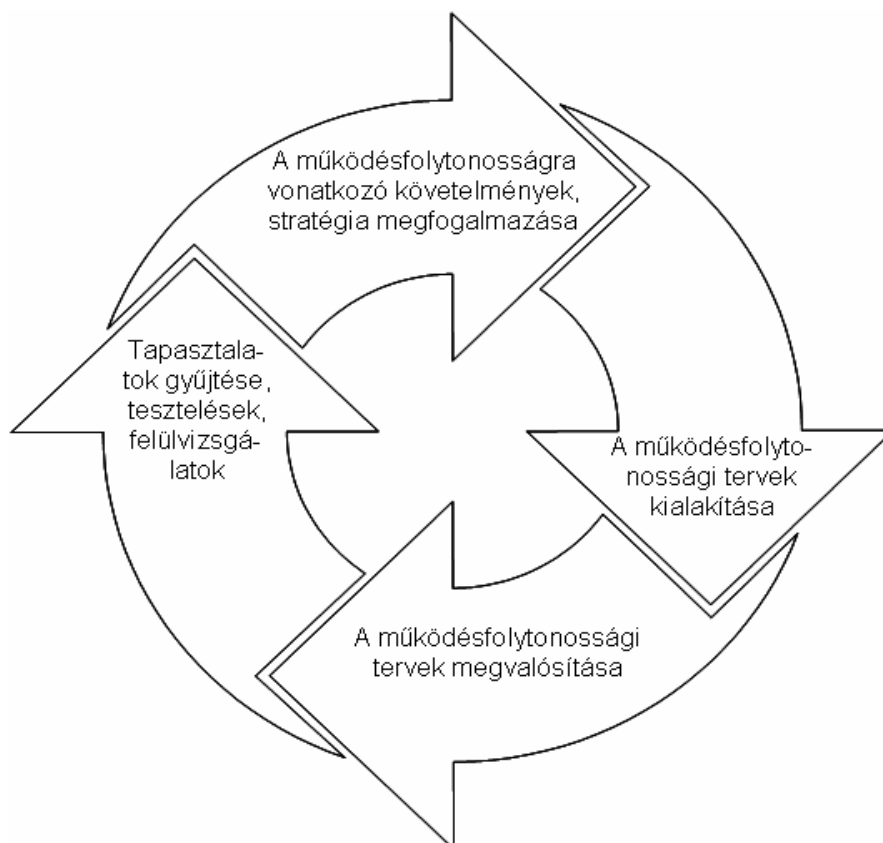 A működésfolytonosságra
vonatkozó követelmények,
stratégia megfogalmazása
A működésfolyto-
nossági tervek
kialakítása
A működésfolytonossági
tervek megvalósítása
Tapasztala-
tok gyűjtése,
tesztelések,
felülvizsgá-
latok